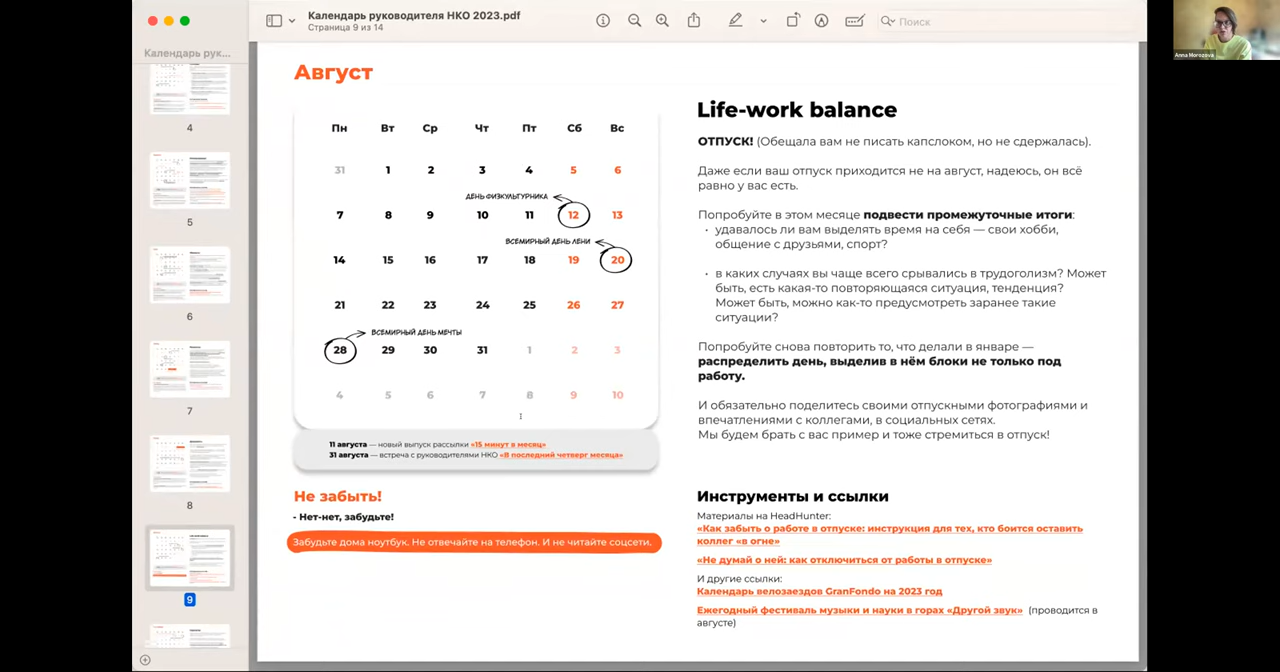 Календарь руководителя НКО 2023.pdf
Страница 9 из 14
Поиск
Календарь рук...
4
5
6
7
8
9
Anna Morozova
Август
Пн Вт Ср Чт Пт Сб Вс
31 1 2 3 4 5 6
ДЕНЬ ФИЗКУЛЬТУРНИКА
7 8 9 10 11 12 13
ВСЕМИРНЫЙ ДЕНЬ ЛЕНИ
14 15 16 17 18 19 20
21 22 23 24 25 26 27
ВСЕМИРНЫЙ ДЕНЬ МЕЧТЫ
28 29 30 31 1 2 3
4 5 6 7 8 9 10
11 августа — новый выпуск рассылки «15 минут в месяц»
31 августа — встреча с руководителями НКО «В последний четверг месяца»
Не забыть!
- Нет-нет, забудьте!
Забудьте дома ноутбук. Не отвечайте на телефон. И не читайте соцсети.
Life-work balance
ОТПУСК! (Обещала вам не писать капслоком, но не сдержалась).
Даже если ваш отпуск приходится не на август, надеюсь, он всё
равно у вас есть.
Попробуйте в этом месяце подвести промежуточные итоги:
• удавалось ли вам выделять время на себя — свои хобби,
общение с друзьями, спорт?
• в каких случаях вы чаще всего срывались в трудоголизм? Может
быть, есть какая-то повторяющаяся ситуация, тенденция?
Может быть, можно как-то предусмотреть заранее такие
ситуации?
Попробуйте снова повторить то, что делали в январе —
распределить день, выделив в нём блоки не только под
работу.
И обязательно поделитесь своими отпускными фотографиями и
впечатлениями с коллегами, в социальных сетях.
Мы будем брать с вас пример и тоже стремиться в отпуск!
Инструменты и ссылки
Материалы на HeadHunter:
«Как забыть о работе в отпуске: инструкция для тех, кто боится оставить
коллег «в огне»
«Не думай о ней: как отключиться от работы в отпуске»
И другие ссылки:
Календарь велозаездов GranFondo на 2023 год
Ежегодный фестиваль музыки и науки в горах «Другой звук» (проводится в
августе)